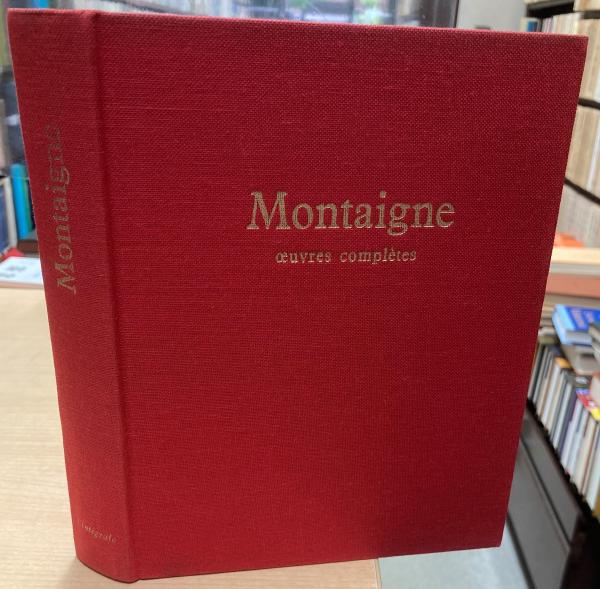 Montaigne
œuvres complètes
Montaigne
l'intégrale